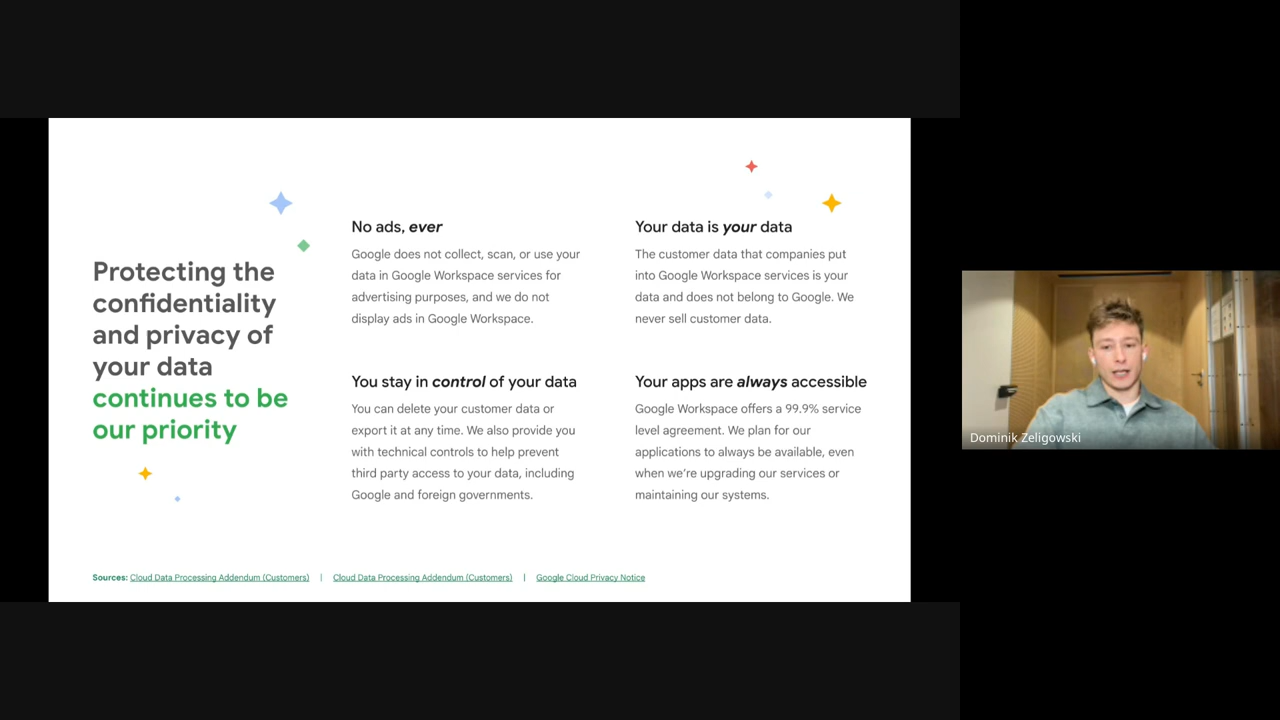 Protecting the
confidentiality
and privacy of
your data
continues to be
our priority
No ads, ever
Google does not collect, scan, or use your
data in Google Workspace services for
advertising purposes, and we do not
display ads in Google Workspace.
Your data is your data
The customer data that companies put
into Google Workspace services is your
data and does not belong to Google. We
never sell customer data.
You stay in control of your data
You can delete your customer data or
export it at any time. We also provide you
with technical controls to help prevent
third party access to your data, including
Google and foreign governments.
Your apps are always accessible
Google Workspace offers a 99.9% service
level agreement. We plan for our
applications to always be available, even
when we’re upgrading our services or
maintaining our systems.
Sources: Cloud Data Processing Addendum (Customers) | Cloud Data Processing Addendum (Customers) | Google Cloud Privacy Notice
Dominik Zeligowski